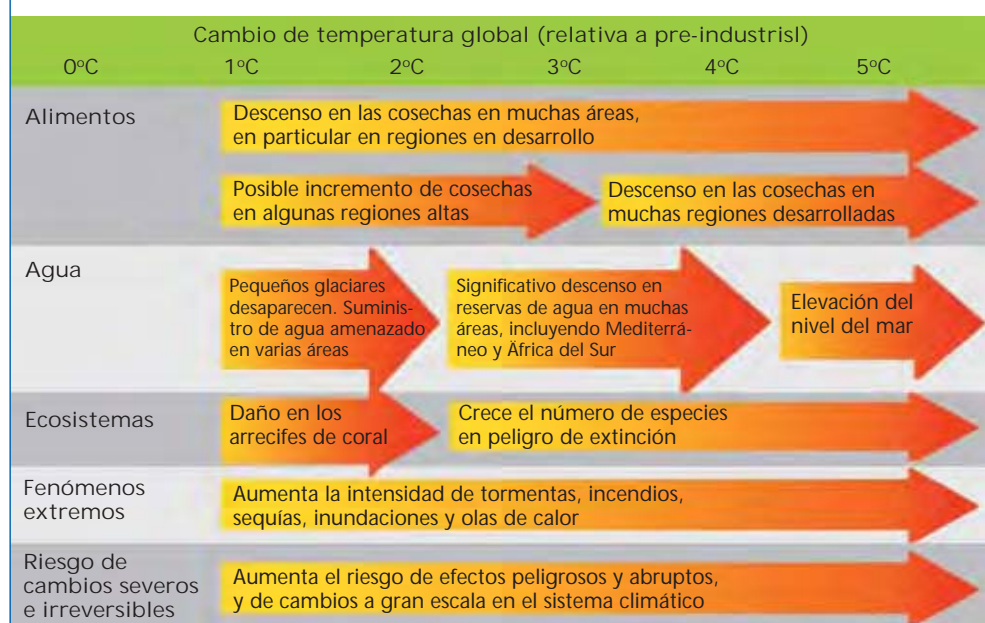 Cambio de temperatura global (relativa a pre-industrisl)
0ºC 1ºC 2ºC 3ºC 4ºC 5ºC
Alimentos
Descenso en las cosechas en muchas áreas,
en particular en regiones en desarrollo
Posible incremento de cosechas
en algunas regiones altas
Descenso en las cosechas en
muchas regiones desarrolladas
Agua
Pequeños glaciares
desaparecen. Suminis-
tro de agua amenazado
en varias áreas
Significativo descenso en
reservas de agua en muchas
áreas, incluyendo Mediterrá-
neo y Äfrica del Sur
Elevación del
nivel del mar
Ecosistemas
Daño en los
arrecifes de coral
Crece el número de especies
en peligro de extinción
Fenómenos
extremos
Aumenta la intensidad de tormentas, incendios,
sequías, inundaciones y olas de calor
Riesgo de
cambios severos
e irreversibles
Aumenta el riesgo de efectos peligrosos y abruptos,
y de cambios a gran escala en el sistema climático